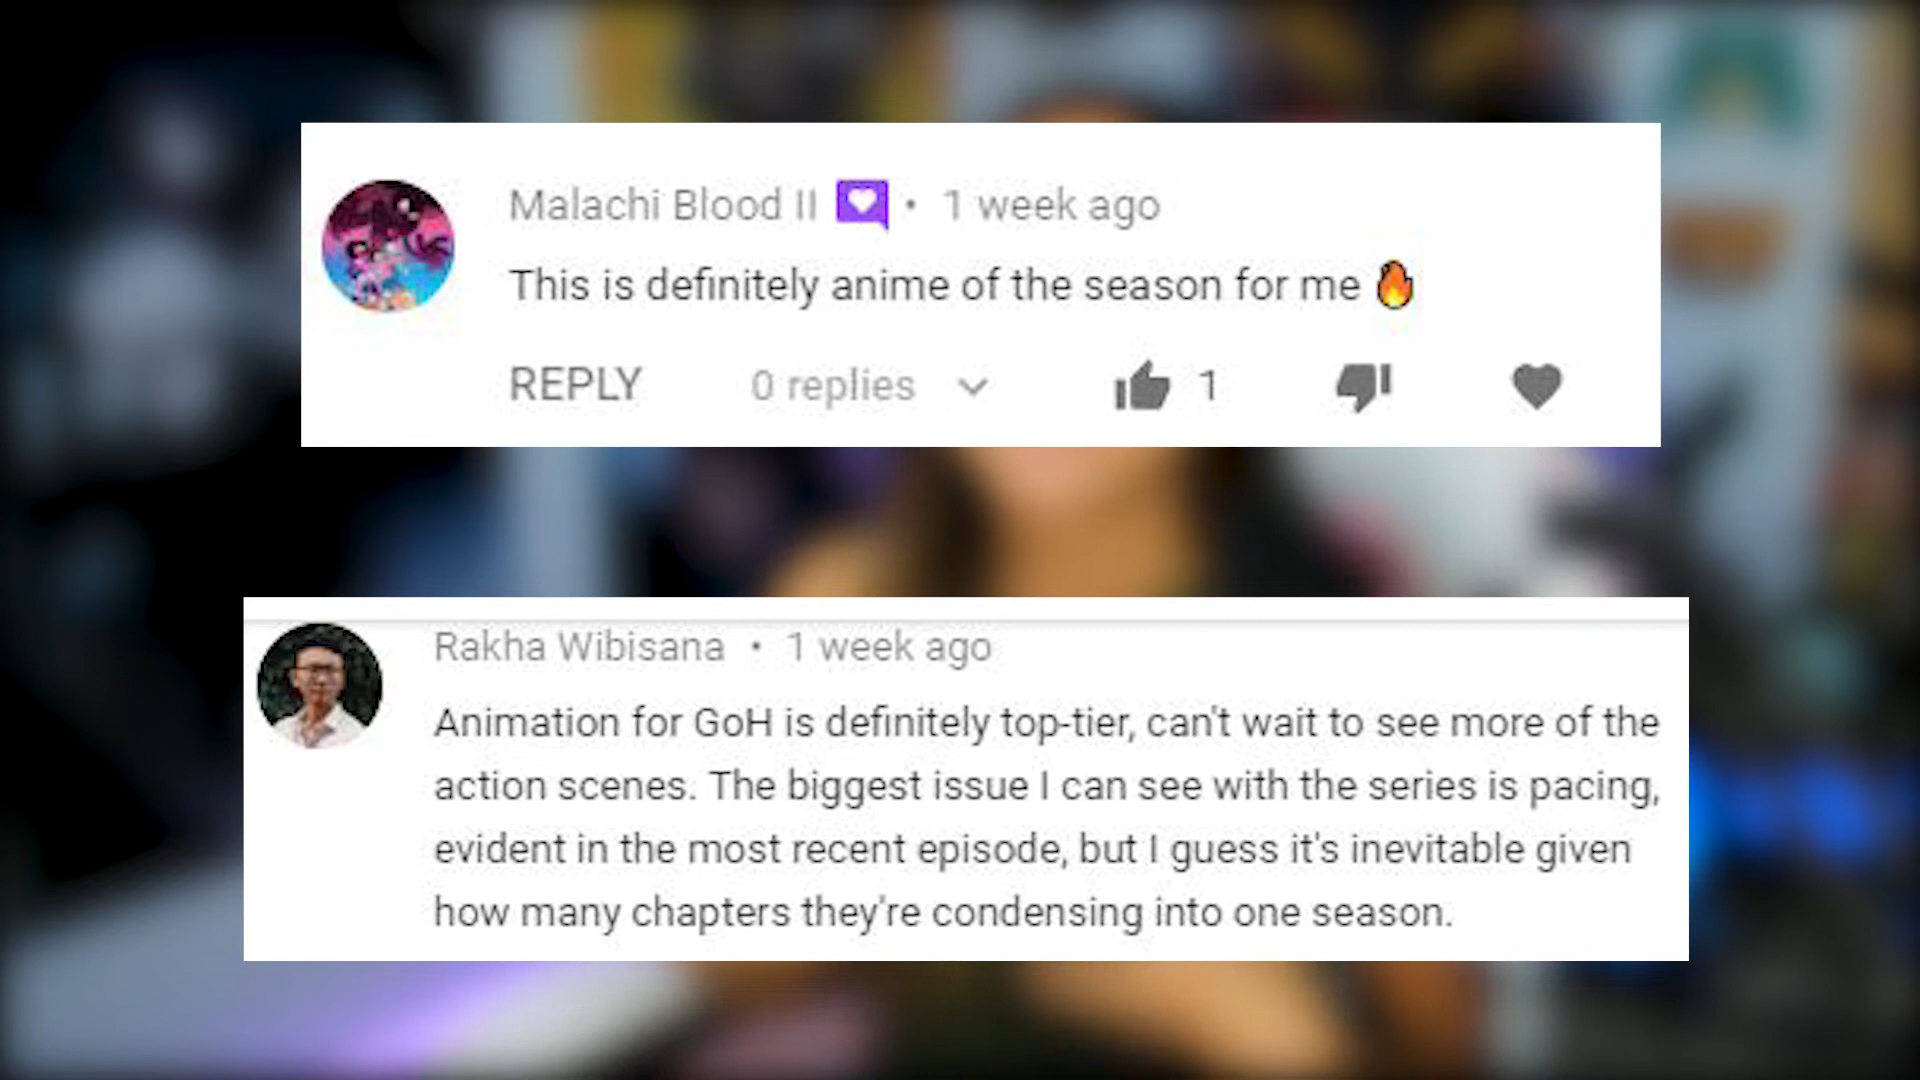 Malachi Blood II • 1 week ago
This is definitely anime of the season for me 🔥
REPLY 0 replies 1
Rakha Wibisana • 1 week ago
Animation for GoH is definitely top-tier, can't wait to see more of the
action scenes. The biggest issue I can see with the series is pacing,
evident in the most recent episode, but I guess it's inevitable given
how many chapters they're condensing into one season.